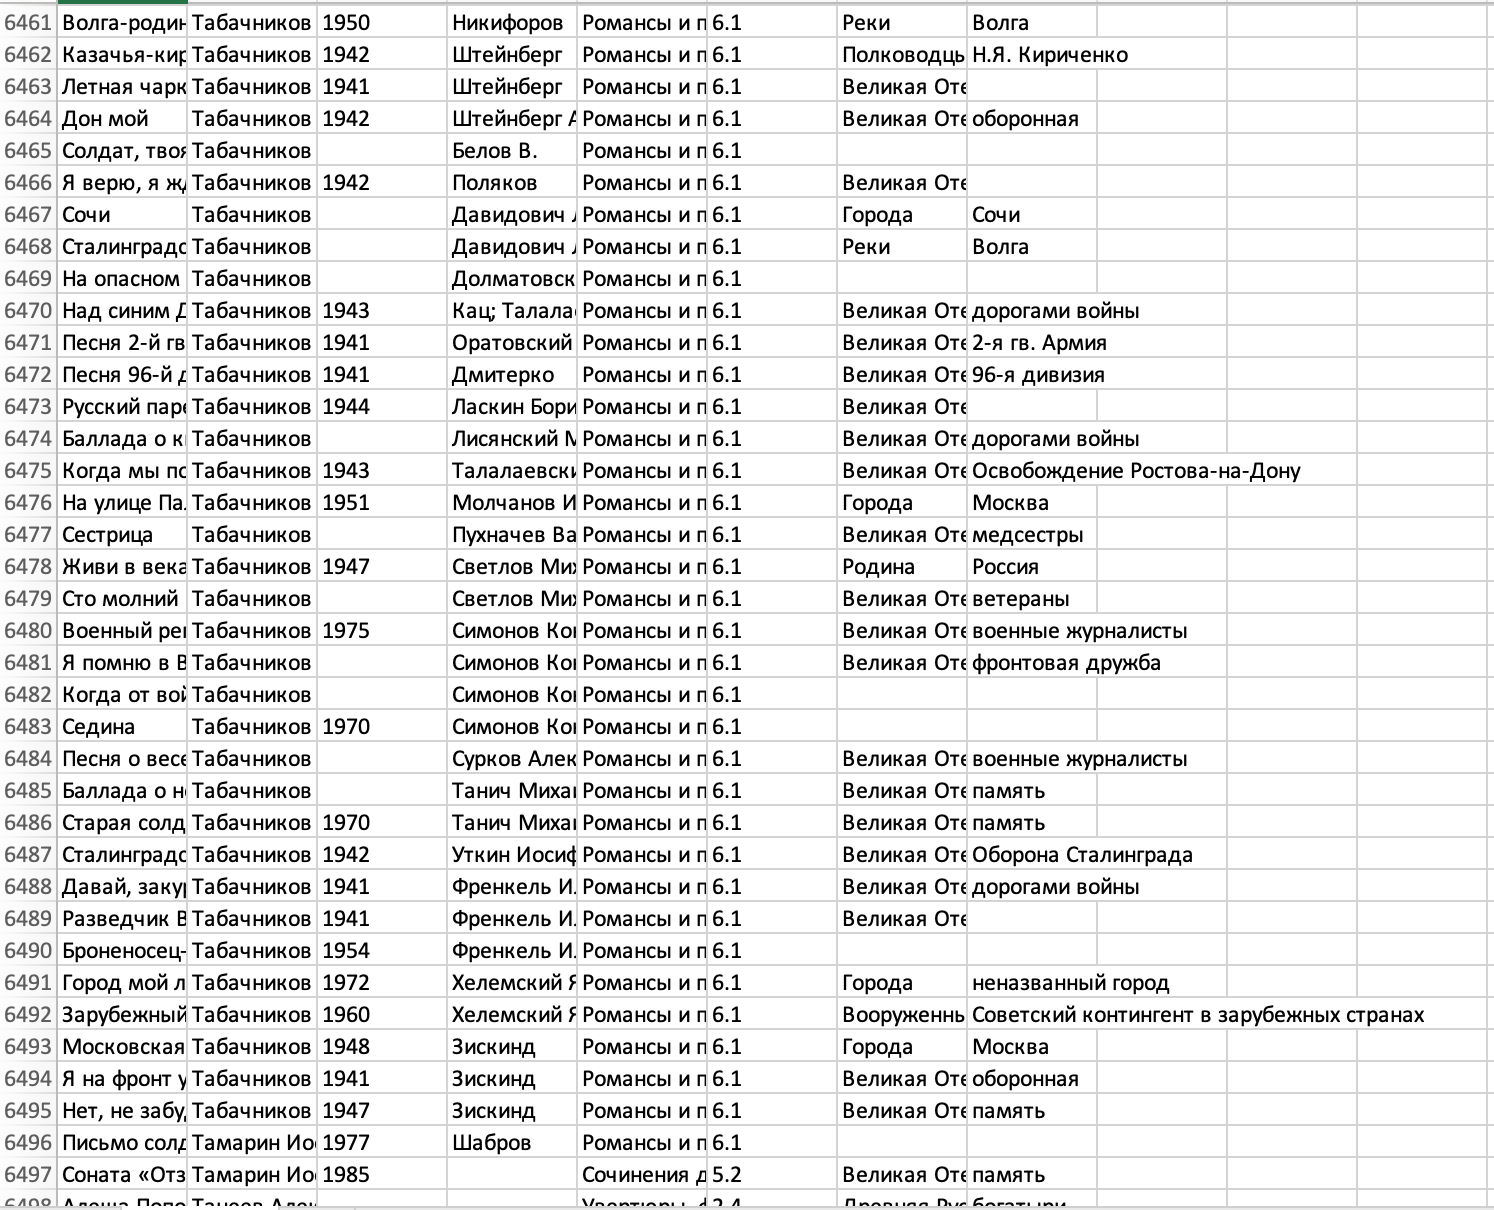 6461 Волга-родин Табачников 1950 Никифоров Романсы и п 6.1 Реки Волга
6462 Казачья-кир Табачников 1942 Штейнберг Романсы и п 6.1 Полководць Н.Я. Кириченко
6463 Летная чарк Табачников 1941 Штейнберг Романсы и п 6.1 Великая Оте
6464 Дон мой Табачников 1942 Штейнберг А Романсы и п 6.1 Великая Оте оборонная
6465 Солдат, твоя Табачников Белов В. Романсы и п 6.1
6466 Я верю, я жд Табачников 1942 Поляков Романсы и п 6.1 Великая Оте
6467 Сочи Табачников Давидович Романсы и п 6.1 Города Сочи
6468 Сталинградс Табачников Давидович Романсы и п 6.1 Реки Волга
6469 На опасном Табачников Долматовск Романсы и п 6.1
6470 Над синим Д Табачников 1943 Кац; Талала Романсы и п 6.1 Великая Оте дорогами войны
6471 Песня 2-й гв Табачников 1941 Оратовский Романсы и п 6.1 Великая Оте 2-я гв. Армия
6472 Песня 96-й д Табачников 1941 Дмитерко Романсы и п 6.1 Великая Оте 96-я дивизия
6473 Русский паре Табачников 1944 Ласкин Бори Романсы и п 6.1 Великая Оте
6474 Баллада о к Табачников Лисянский М Романсы и п 6.1 Великая Оте дорогами войны
6475 Когда мы по Табачников 1943 Талалаевски Романсы и п 6.1 Великая Оте Освобождение Ростова-на-Дону
6476 На улице Па Табачников 1951 Молчанов И Романсы и п 6.1 Города Москва
6477 Сестрица Табачников Пухначев Ва Романсы и п 6.1 Великая Оте медсестры
6478 Живи в века Табачников 1947 Светлов Мих Романсы и п 6.1 Родина Россия
6479 Сто молний Табачников Светлов Мих Романсы и п 6.1 Великая Оте ветераны
6480 Военный реп Табачников 1975 Симонов Кон Романсы и п 6.1 Великая Оте военные журналисты
6481 Я помню в В Табачников Симонов Кон Романсы и п 6.1 Великая Оте фронтовая дружба
6482 Когда от вой Табачников Симонов Кон Романсы и п 6.1
6483 Седина Табачников 1970 Симонов Кон Романсы и п 6.1
6484 Песня о весе Табачников Сурков Алек Романсы и п 6.1 Великая Оте военные журналисты
6485 Баллада о не Табачников Танич Михаи Романсы и п 6.1 Великая Оте память
6486 Старая солд Табачников 1970 Танич Михаи Романсы и п 6.1 Великая Оте память
6487 Сталинградс Табачников 1942 Уткин Иосиф Романсы и п 6.1 Великая Оте Оборона Сталинграда
6488 Давай, закур Табачников 1941 Френкель И. Романсы и п 6.1 Великая Оте дорогами войны
6489 Разведчик В Табачников 1941 Френкель И. Романсы и п 6.1 Великая Оте
6490 Броненосец- Табачников 1954 Френкель И. Романсы и п 6.1
6491 Город мой л Табачников 1972 Хелемский Я Романсы и п 6.1 Города неназванный город
6492 Зарубежный Табачников 1960 Хелемский Я Романсы и п 6.1 Вооруженнь Советский контингент в зарубежных странах
6493 Московская Табачников 1948 Зискинд Романсы и п 6.1 Города Москва
6494 Я на фронт у Табачников 1941 Зискинд Романсы и п 6.1 Великая Оте оборонная
6495 Нет, не забу Табачников 1947 Зискинд Романсы и п 6.1 Великая Оте память
6496 Письмо солд Тамарин Ио 1977 Шабров Романсы и п 6.1
6497 Соната «Отз Тамарин Ио 1985 Сочинения д 5.2 Великая Оте память